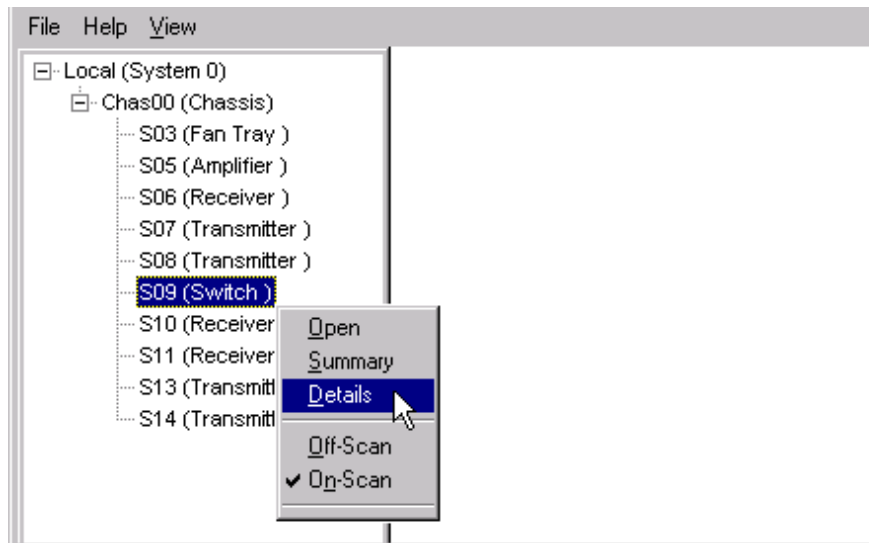 File Help View
Local (System 0)
Chas00 (Chassis)
S03 (Fan Tray )
S05 (Amplifier )
S06 (Receiver )
S07 (Transmitter )
S08 (Transmitter )
S09 (Switch )
S10 (Receiver
S11 (Receiver
S13 (Transmitt
S14 (Transmitt
Open
Summary
Details
Off-Scan
On-Scan